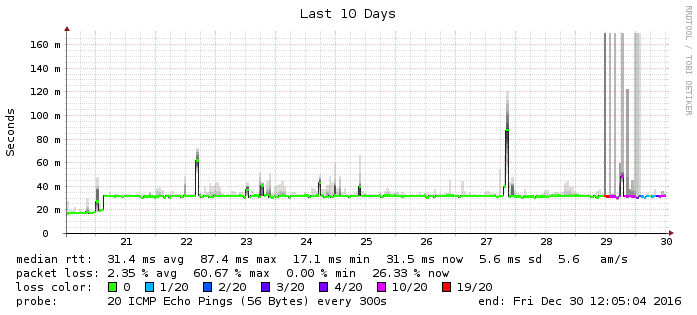 Last 10 Days
RRDTOOL / TOBI OETIKER
Seconds
160 m
140 m
120 m
100 m
80 m
60 m
40 m
20 m
0
21 22 23 24 25 26 27 28 29 30
median rtt: 31.4 ms avg 87.4 ms max 17.1 ms min 31.5 ms now 5.6 ms sd 5.6 am/s
packet loss: 2.35 % avg 60.67 % max 0.00 % min 26.33 % now
loss color: 0 1/20 2/20 3/20 4/20 10/20 19/20
probe: 20 ICMP Echo Pings (56 Bytes) every 300s end: Fri Dec 30 12:05:04 2016